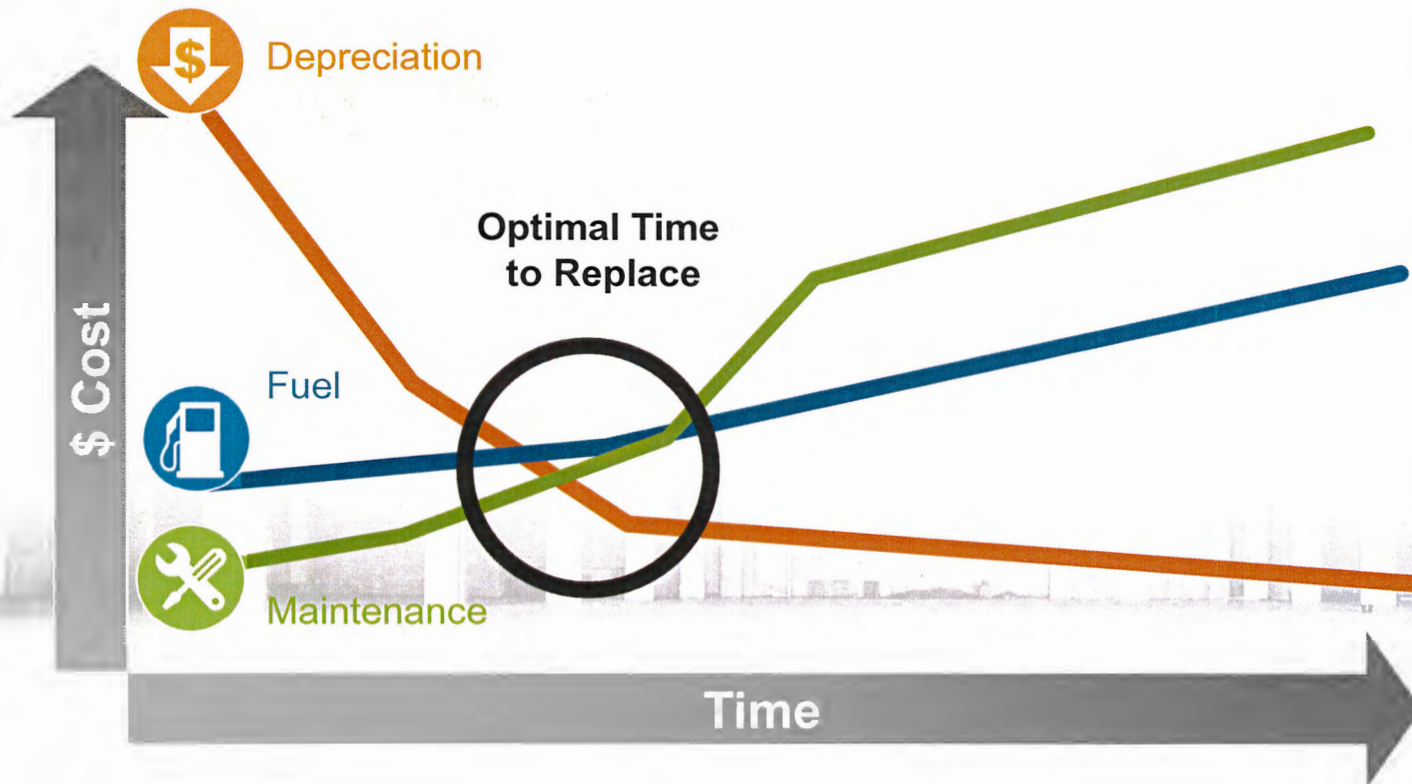 $
Depreciation
Optimal Time
to Replace
$ Cost
Fuel
Maintenance
Time